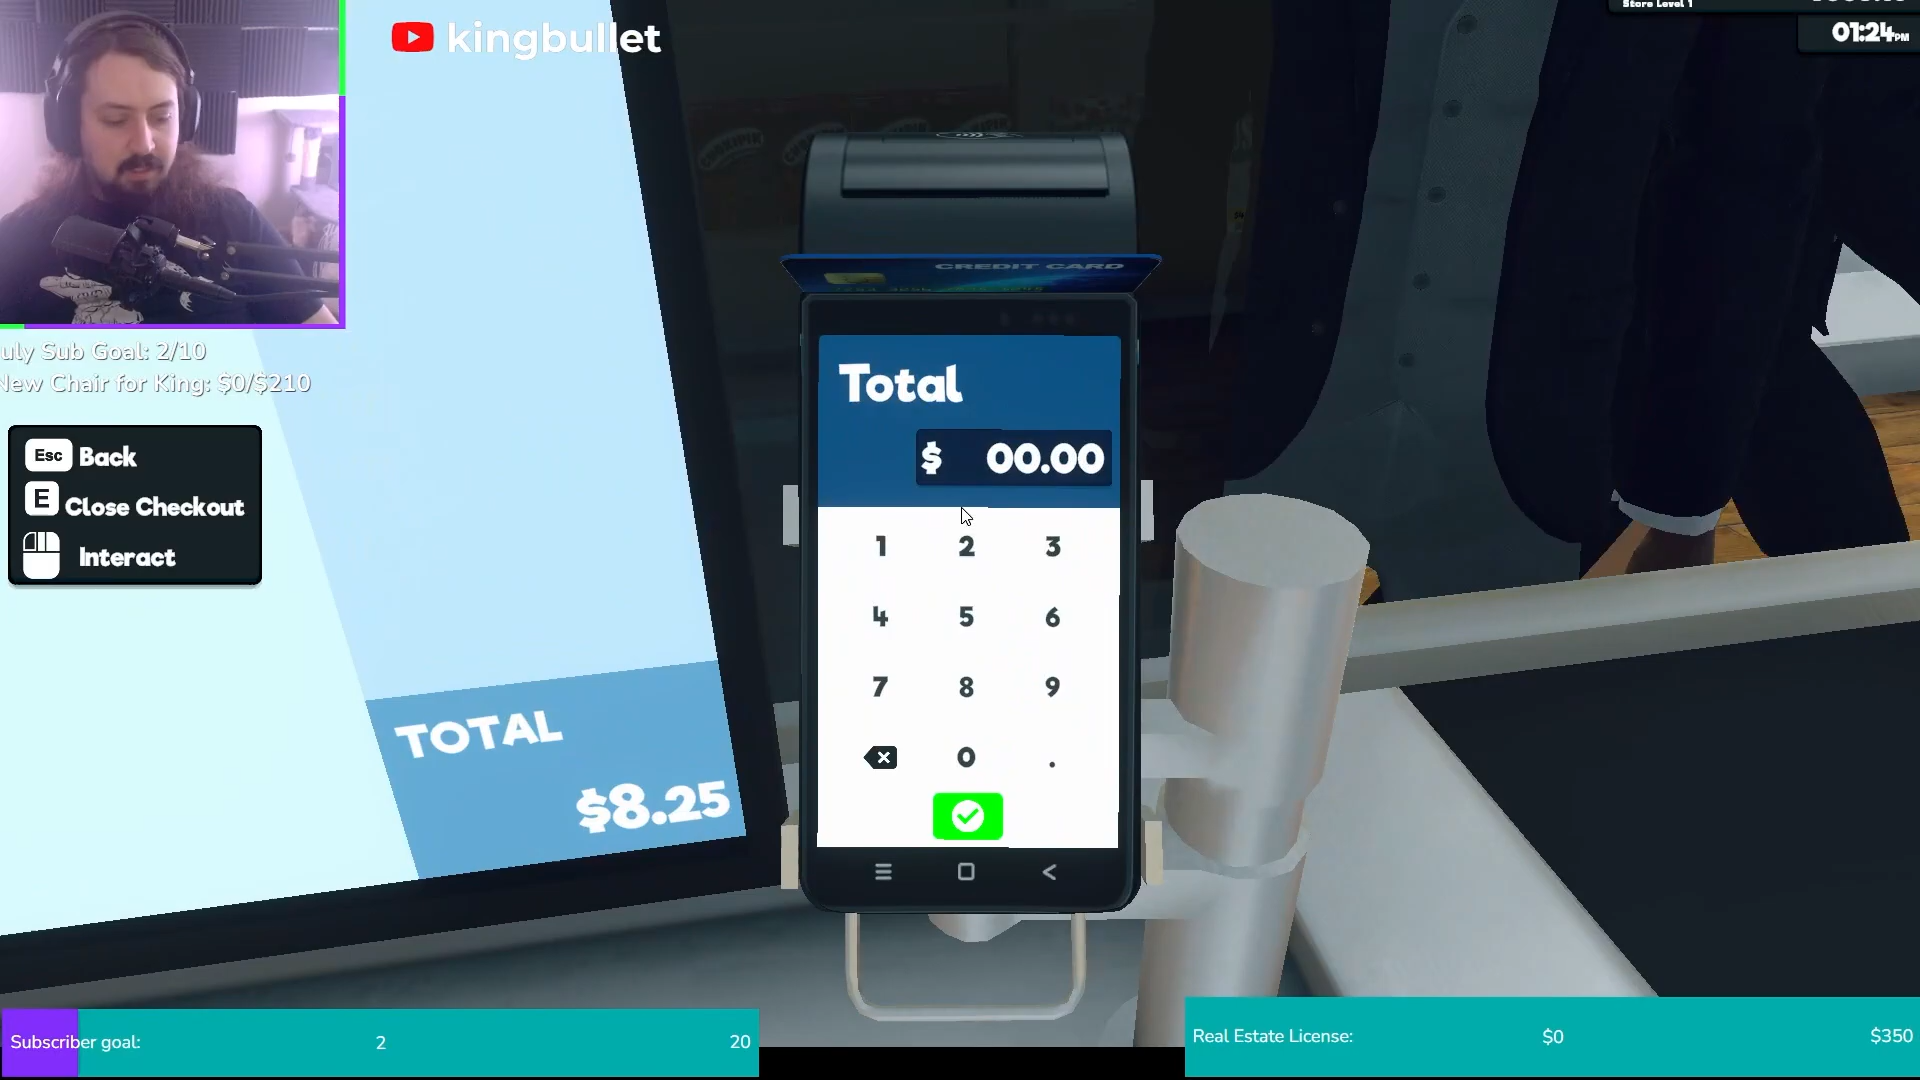 kingbullet
Store Level 1
01:24PM
uly Sub Goal: 2/10
New Chair for King: $0/$210
Esc Back
E Close Checkout
Interact
CREDIT CARD
Total
$ 00.00
1 2 3
4 5 6
7 8 9
0 .
TOTAL
$8.25
Subscriber goal: 2 20
Real Estate License: $0 $350